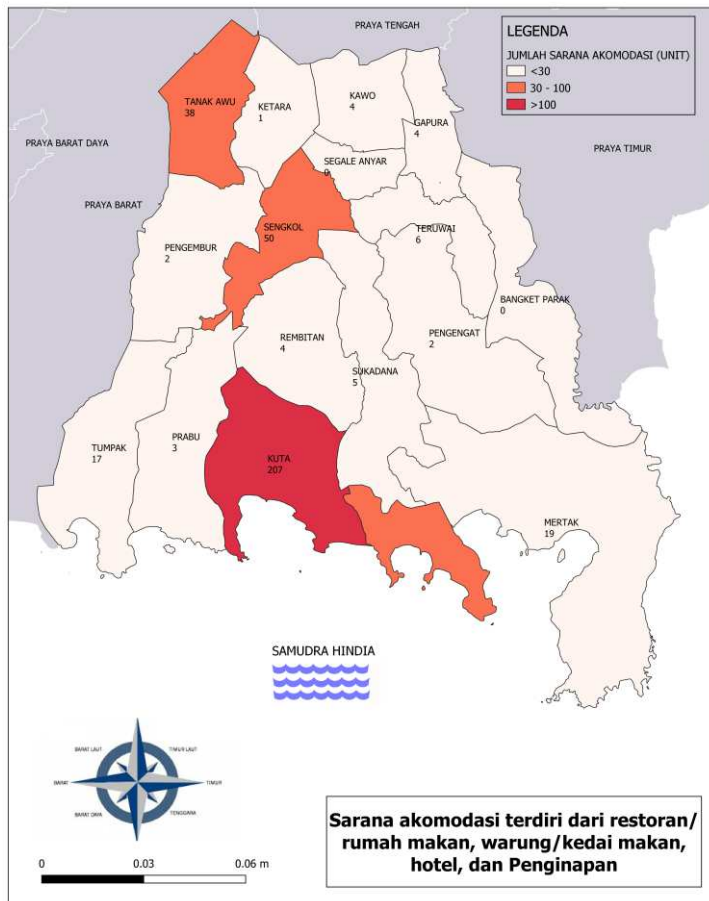 PRAYA TENGAH
LEGENDA
JUMLAH SARANA AKOMODASI (UNIT)
<30
30 - 100
>100
TANAK AWU
38
KETARA
1
KAWO
4
GAPURA
4
PRAYA BARAT DAYA
PRAYA TIMUR
SEGALE ANYAR
0
PRAYA BARAT
SENGKOL
50
TERUWAI
6
PENGEMBUR
2
BANGKET PARAK
0
REMBITAN
4
PENGENGAT
2
SUKADANA
5
TUMPAK
17
PRABU
3
KUTA
207
MERTAK
19
SAMUDRA HINDIA
BARAT LAUT
TIMUR LAUT
BARAT
TIMUR
BARAT DAYA
TENGGARA
Sarana akomodasi terdiri dari restoran/
rumah makan, warung/kedai makan,
hotel, dan Penginapan
0
0.03
0.06 m